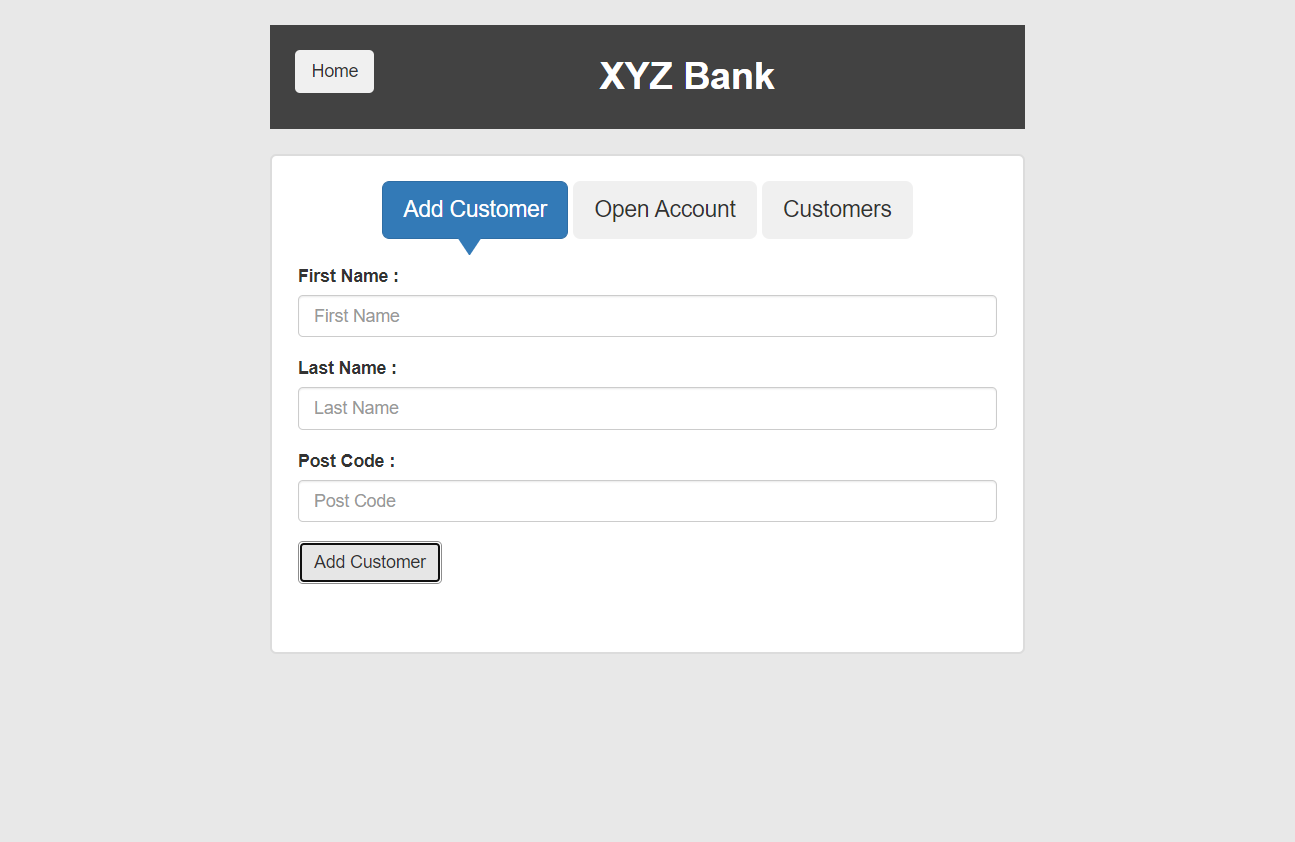 Home
XYZ Bank
Add Customer
Open Account
Customers
First Name :
First Name
Last Name :
Last Name
Post Code :
Post Code
Add Customer